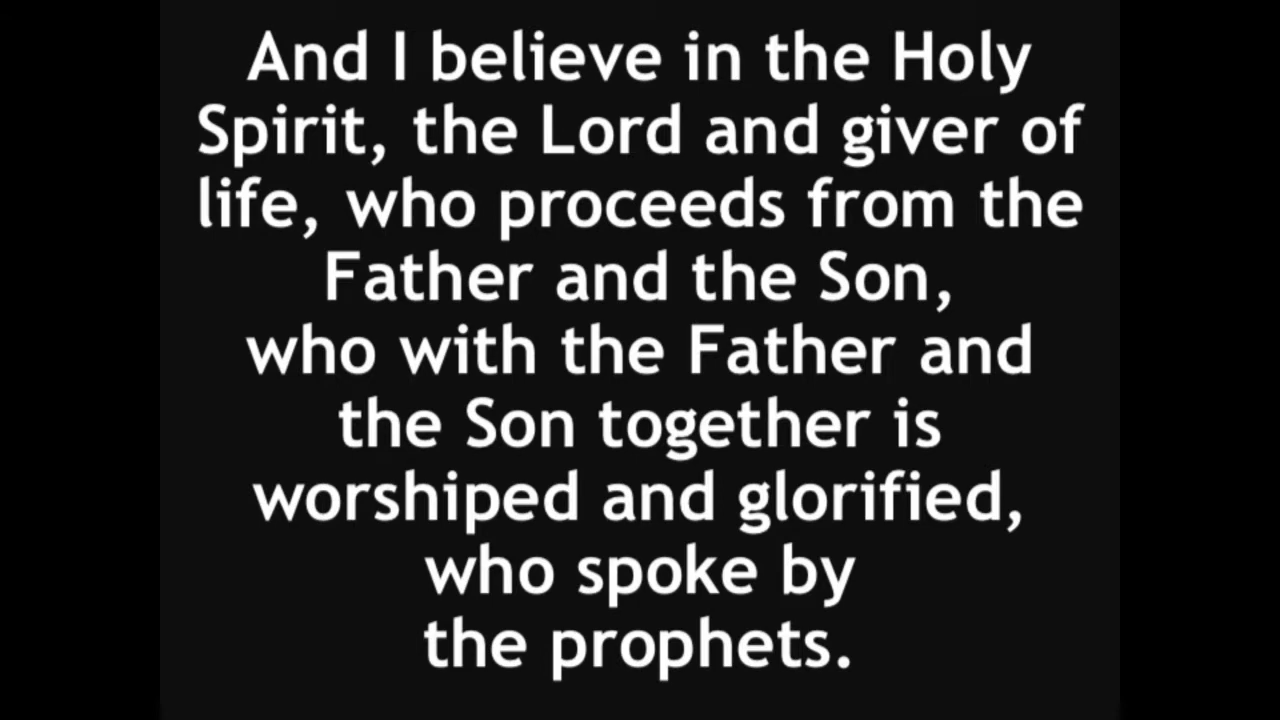 And I believe in the Holy
Spirit, the Lord and giver of
life, who proceeds from the
Father and the Son,
who with the Father and
the Son together is
worshiped and glorified,
who spoke by
the prophets.